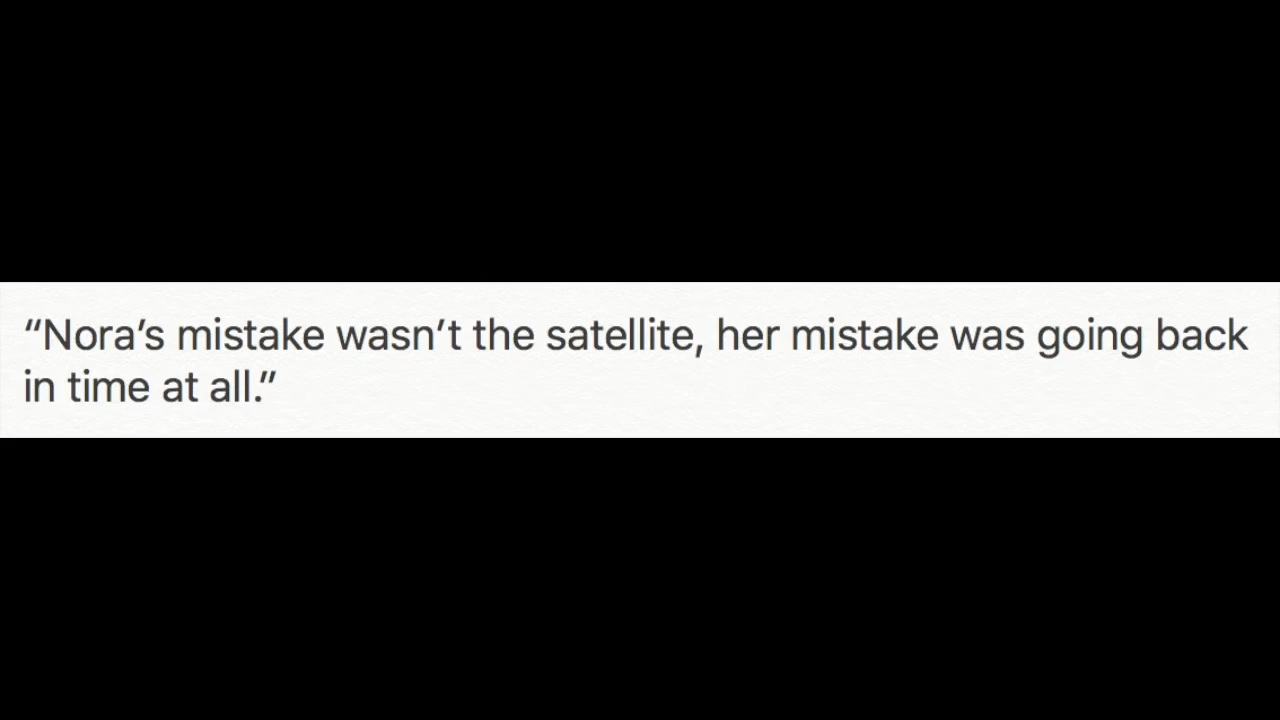 “Nora’s mistake wasn’t the satellite, her mistake was going back
in time at all.”